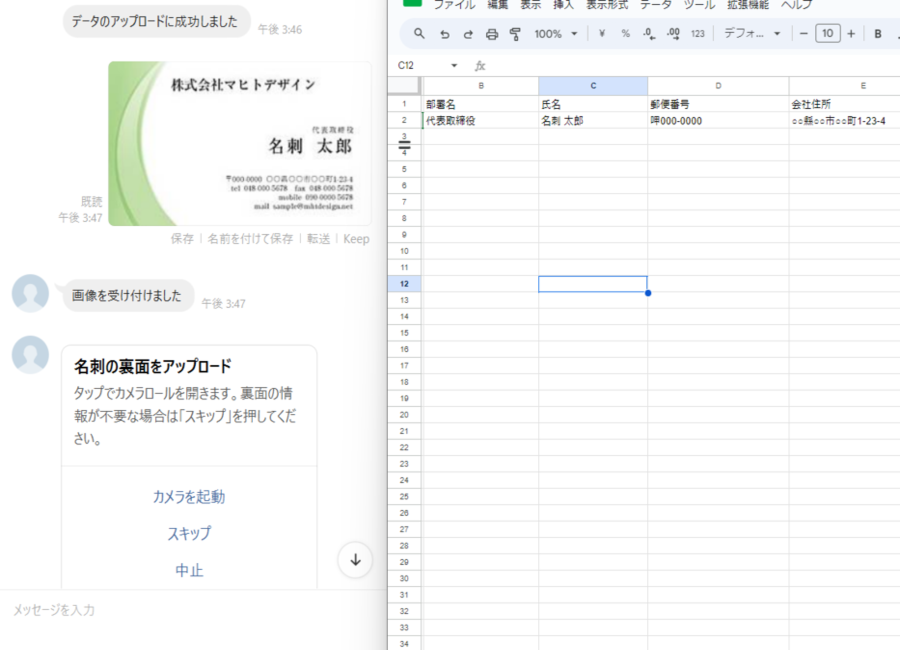 データのアップロードに成功しました
午後 3:46
株式会社マヒトデザイン
代表取締役
名刺 太郎
〒000-0000 〇〇県〇〇市〇〇町1-23-4
tel 048-000-5678 fax 048-000-5678
mobile 090-0000-5678
mail sample@mhtdesign.net
既読
午後 3:47
保存 | 名前を付けて保存 | 転送 | Keep
画像を受け付けました
午後 3:47
名刺の裏面をアップロード
タップでカメラロールを開きます。裏面の情
報が不要な場合は「スキップ」を押してくだ
さい。
カメラを起動
スキップ
中止
メッセージを入力
ファイル 編集 表示 挿入 表示形式 データ ツール 拡張機能 ヘルプ
100% ¥ % .0 .00 123 デフォ... − 10 + B
C12 fx
B C D E
1 部署名 氏名 郵便番号 会社住所
2 代表取締役 名刺 太郎 呷000-0000 ○○縣○○市○○町1-23-4
3
4
5
6
7
8
9
10
11
12
13
14
15
16
17
18
19
20
21
22
23
24
25
26
27
28
29
30
31
32
33
34